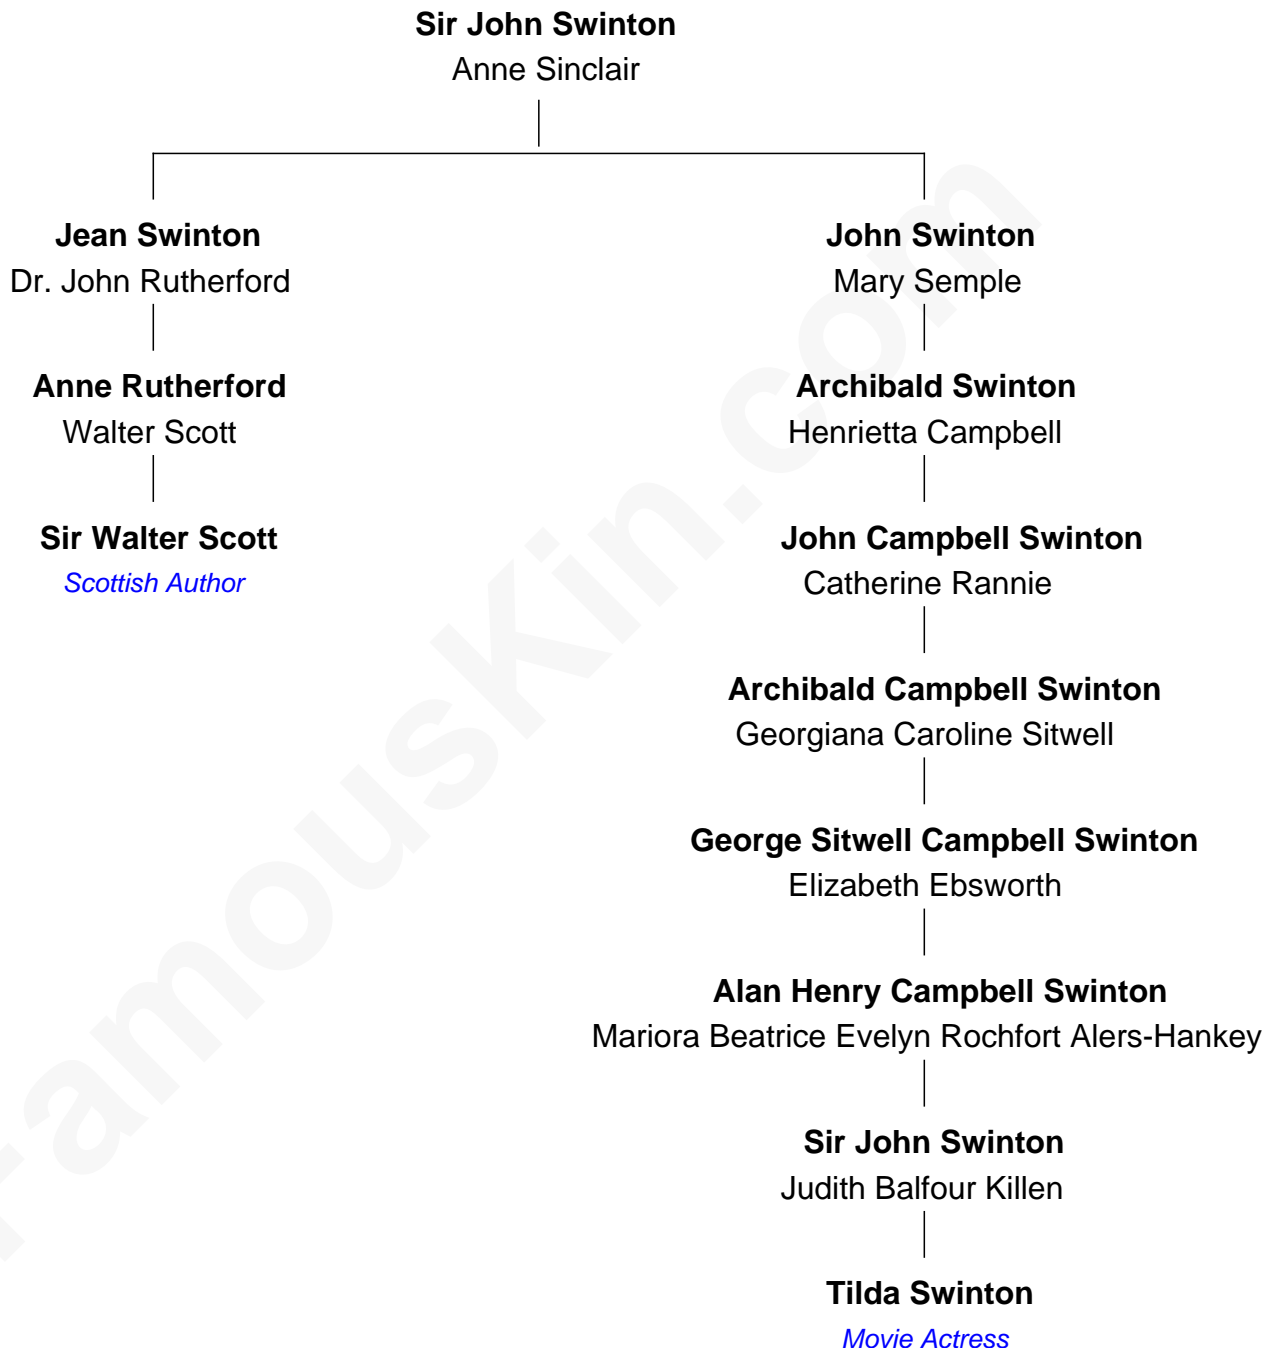 Sir John Swinton
Anne Sinclair
Jean Swinton
Dr. John Rutherford
Anne Rutherford
Walter Scott
Sir Walter Scott
Scottish Author
John Swinton
Mary Semple
Archibald Swinton
Henrietta Campbell
John Campbell Swinton
Catherine Rannie
Archibald Campbell Swinton
Georgiana Caroline Sitwell
George Sitwell Campbell Swinton
Elizabeth Ebsworth
Alan Henry Campbell Swinton
Mariora Beatrice Evelyn Rochfort Alers-Hankey
Sir John Swinton
Judith Balfour Killen
Tilda Swinton
Movie Actress
FamousKin.com